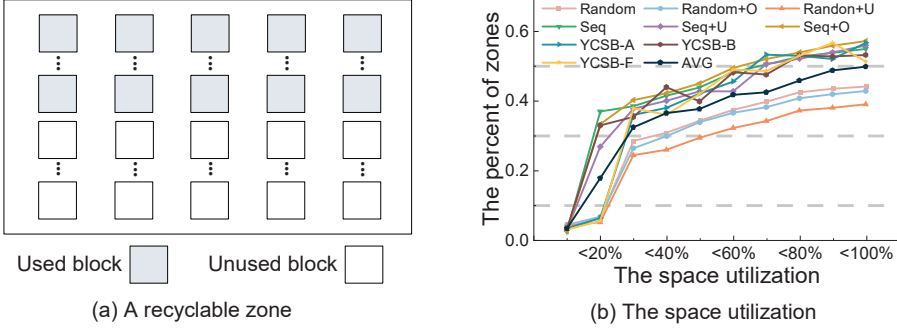 Used block
Unused block
(a) A recyclable zone
Random
Random+O
Randon+U
Seq
Seq+U
Seq+O
YCSB-A
YCSB-B
YCSB-F
AVG
The percent of zones
0.6
0.4
0.2
0.0
<20% <40% <60% <80% <100%
The space utilization
(b) The space utilization